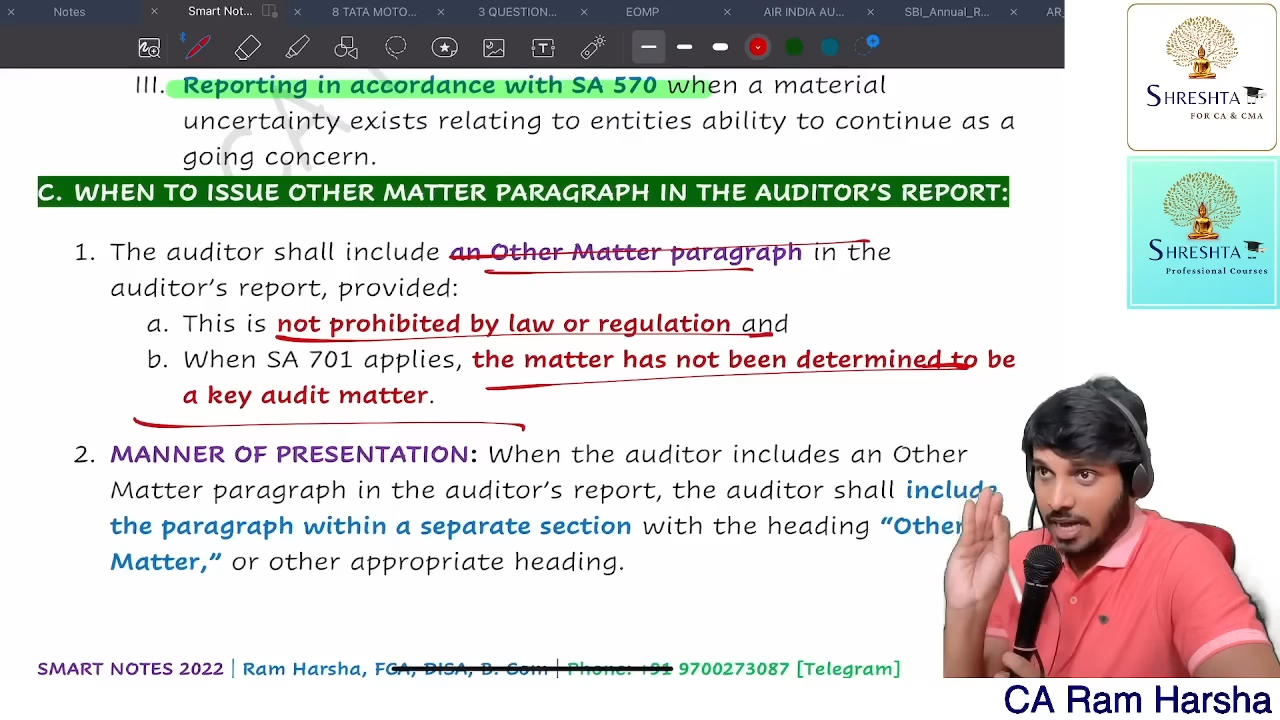 Notes
Smart Not...
8 TATA MOTO...
3 QUESTION...
EOMP
AIR INDIA AU...
SBI_Annual_R...
AR_
III. Reporting in accordance with SA 570 when a material
uncertainty exists relating to entities ability to continue as a
going concern.
C. WHEN TO ISSUE OTHER MATTER PARAGRAPH IN THE AUDITOR'S REPORT:
1. The auditor shall include an Other Matter paragraph in the
auditor's report, provided:
a. This is not prohibited by law or regulation and
b. When SA 701 applies, the matter has not been determined to be
a key audit matter.
2. MANNER OF PRESENTATION: When the auditor includes an Other
Matter paragraph in the auditor's report, the auditor shall include
the paragraph within a separate section with the heading “Other
Matter,” or other appropriate heading.
SMART NOTES 2022 | Ram Harsha, FCA, DISA, B. Com | Phone: +91 9700273087 [Telegram]
SHRESHTA
FOR CA & CMA
SHRESHTA
Professional Courses
CA Ram Harsha